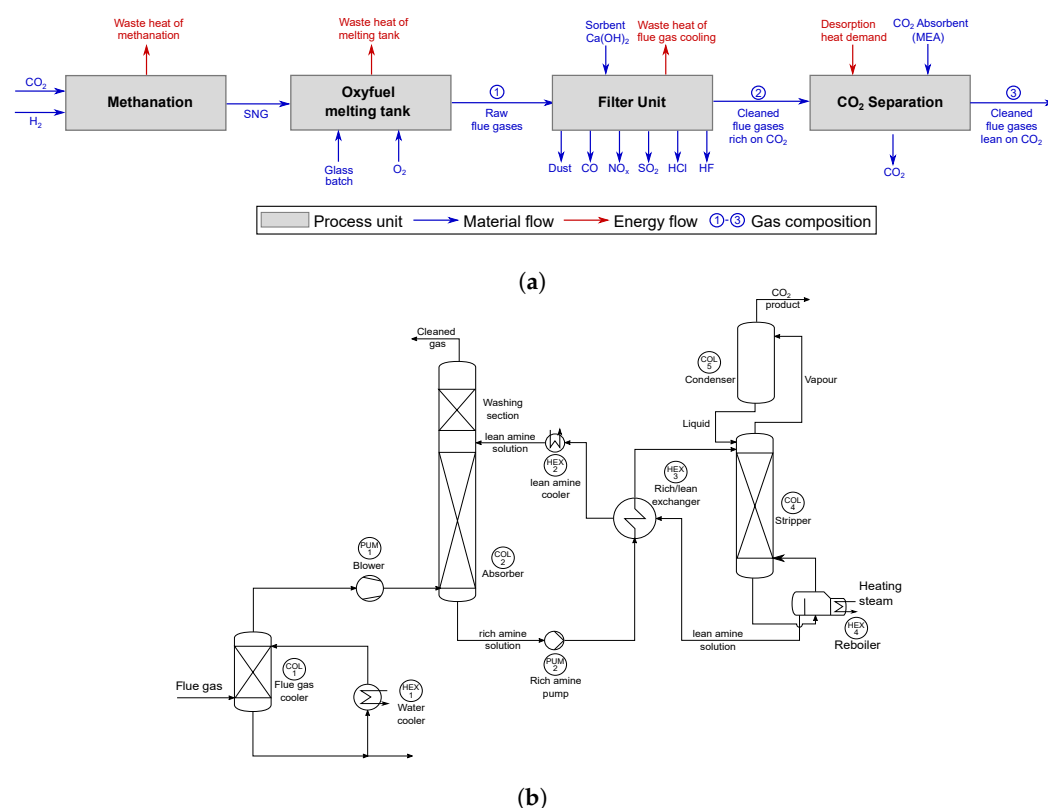 Waste heat of
methanation
Waste heat of
melting tank
Sorbent
Ca(OH)2
Waste heat of
flue gas cooling
Desorption
heat demand
CO2 Absorbent
(MEA)
CO2
H2
Methanation
SNG
Oxyfuel
melting tank
1
Raw
flue gases
Filter Unit
2
Cleaned
flue gases
rich on CO2
CO2 Separation
3
Cleaned
flue gases
lean on CO2
Glass
batch
O2
Dust
CO
NOx
SO2
HCl
HF
CO2
Process unit
Material flow
Energy flow
1-3 Gas composition
(a)
CO2
product
Cleaned
gas
COL
5
Condenser
Vapour
Washing
section
Liquid
lean amine
solution
HEX
2
lean amine
cooler
HEX
3
Rich/lean
exchanger
COL
4
Stripper
PUM
1
Blower
COL
2
Absorber
Heating
steam
rich amine
solution
PUM
2
Rich amine
pump
lean amine
solution
HEX
4
Reboiler
Flue gas
COL
1
Flue gas
cooler
HEX
1
Water
cooler
(b)